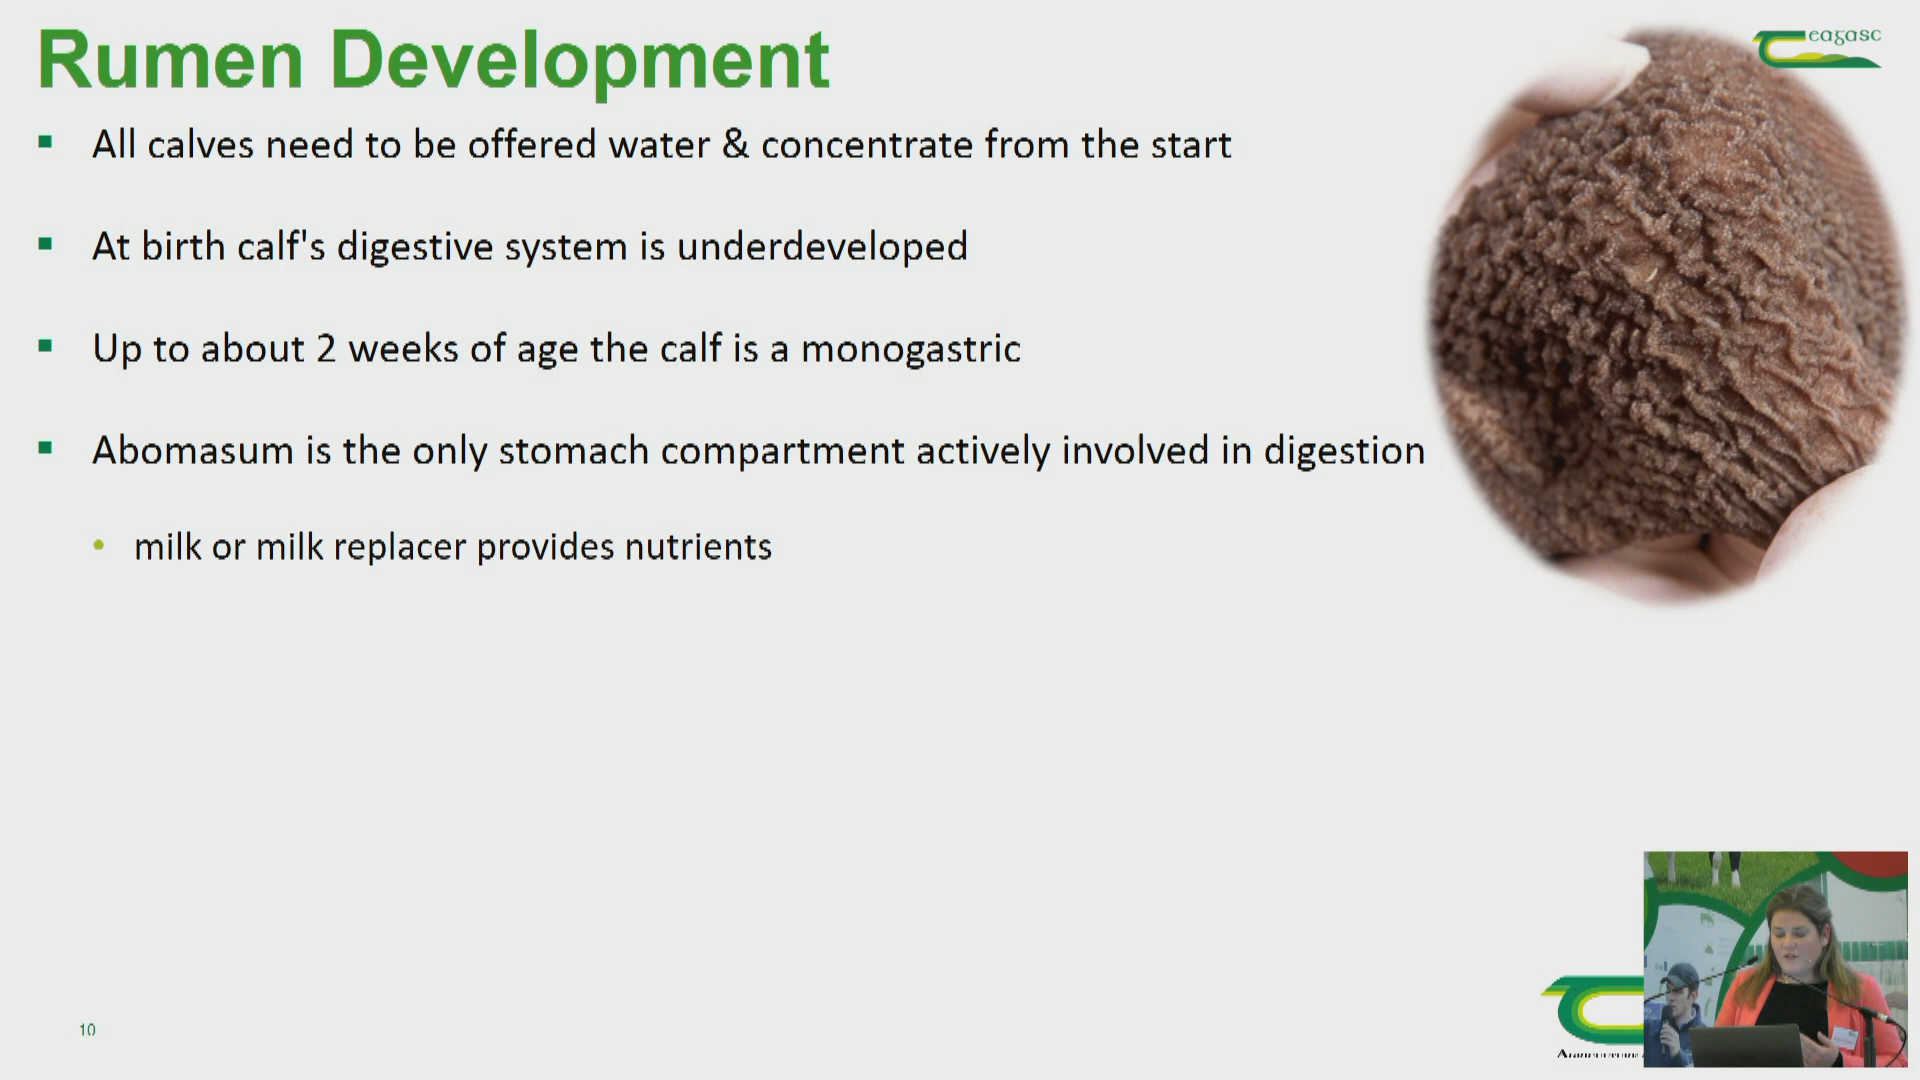 Rumen Development
eagasc
All calves need to be offered water & concentrate from the start
At birth calf's digestive system is underdeveloped
Up to about 2 weeks of age the calf is a monogastric
Abomasum is the only stomach compartment actively involved in digestion
milk or milk replacer provides nutrients
10